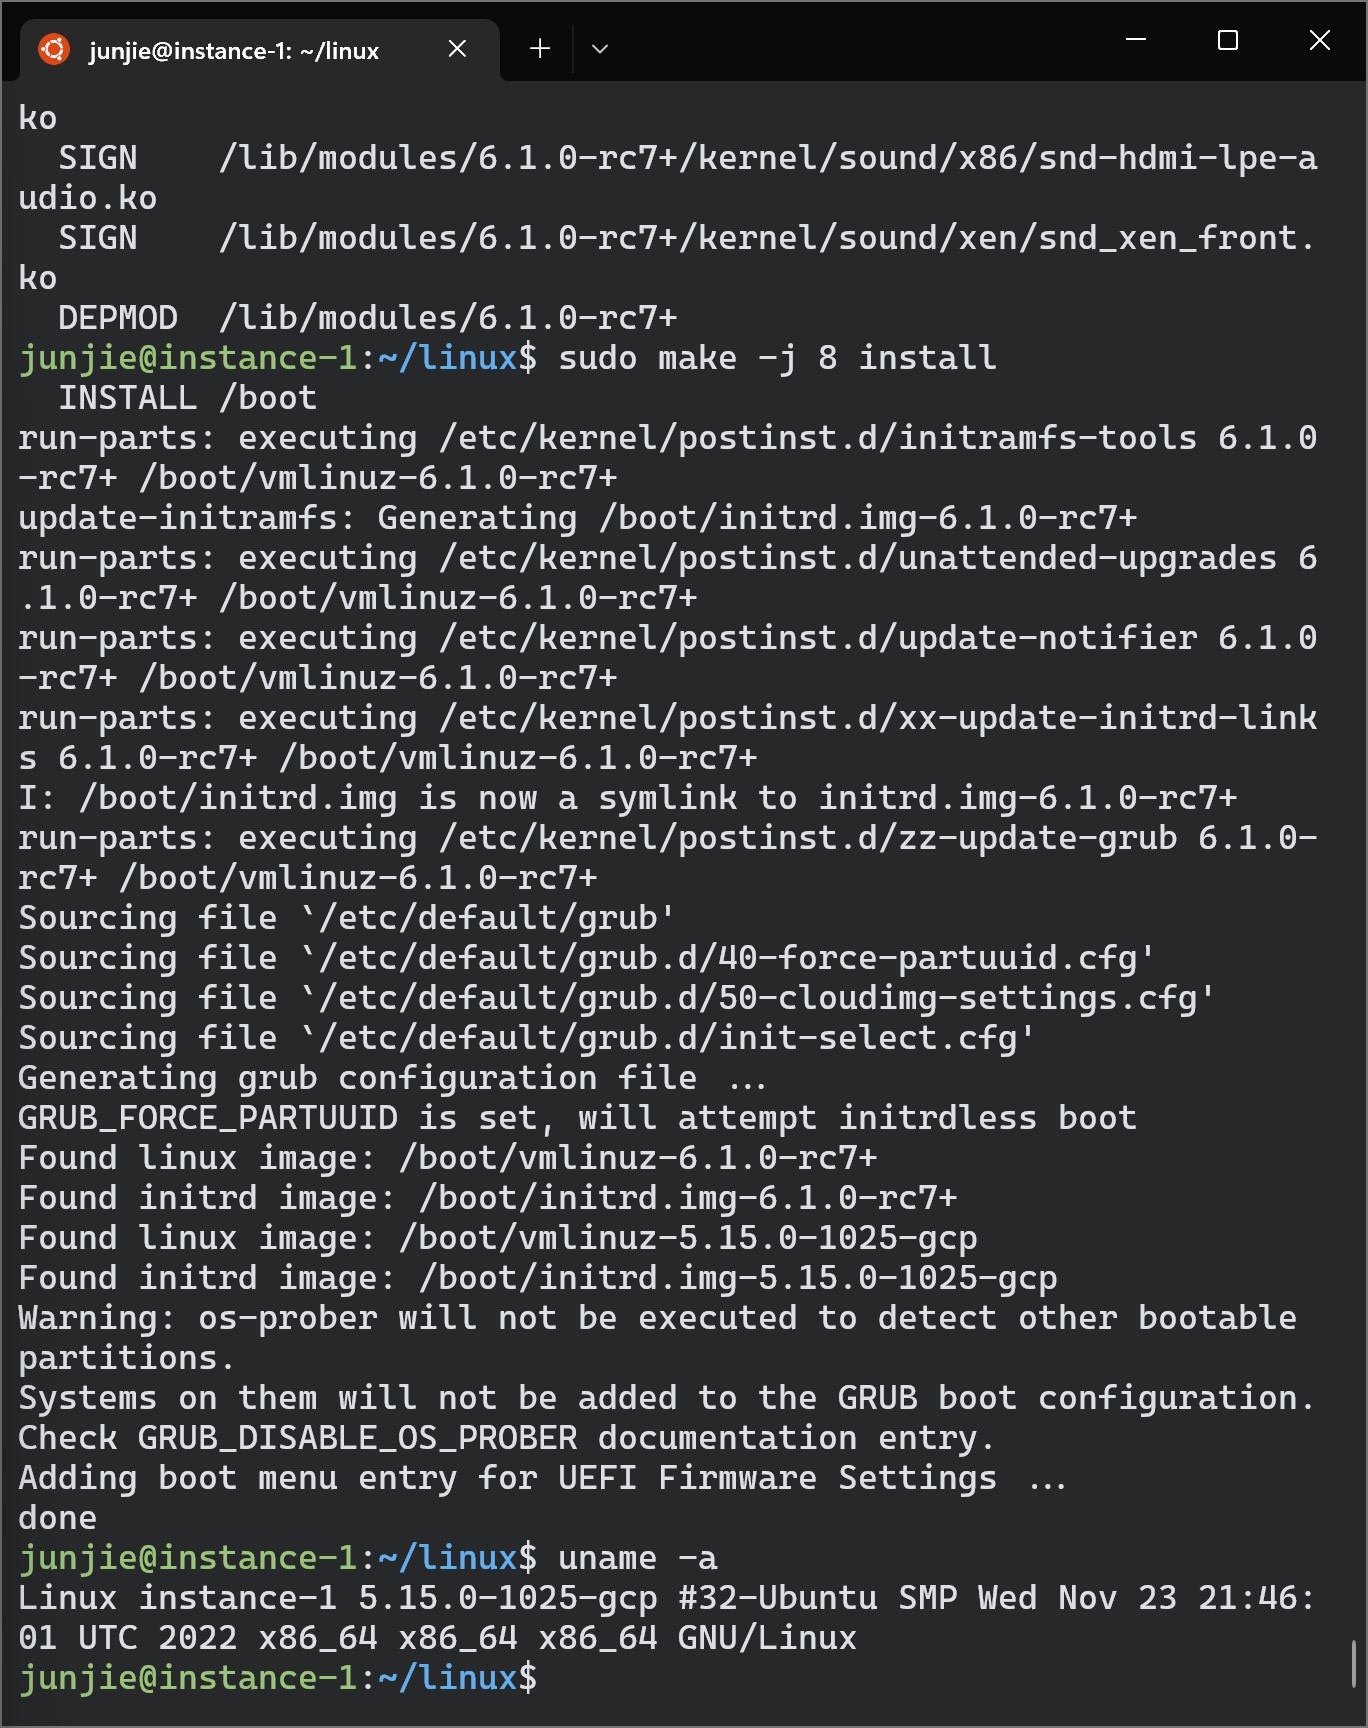 junjie@instance-1: ~/linux
ko
  SIGN    /lib/modules/6.1.0-rc7+/kernel/sound/x86/snd-hdmi-lpe-a
udio.ko
  SIGN    /lib/modules/6.1.0-rc7+/kernel/sound/xen/snd_xen_front.
ko
  DEPMOD  /lib/modules/6.1.0-rc7+
junjie@instance-1:~/linux$ sudo make -j 8 install
  INSTALL /boot
run-parts: executing /etc/kernel/postinst.d/initramfs-tools 6.1.0
-rc7+ /boot/vmlinuz-6.1.0-rc7+
update-initramfs: Generating /boot/initrd.img-6.1.0-rc7+
run-parts: executing /etc/kernel/postinst.d/unattended-upgrades 6
.1.0-rc7+ /boot/vmlinuz-6.1.0-rc7+
run-parts: executing /etc/kernel/postinst.d/update-notifier 6.1.0
-rc7+ /boot/vmlinuz-6.1.0-rc7+
run-parts: executing /etc/kernel/postinst.d/xx-update-initrd-link
s 6.1.0-rc7+ /boot/vmlinuz-6.1.0-rc7+
I: /boot/initrd.img is now a symlink to initrd.img-6.1.0-rc7+
run-parts: executing /etc/kernel/postinst.d/zz-update-grub 6.1.0-
rc7+ /boot/vmlinuz-6.1.0-rc7+
Sourcing file `/etc/default/grub'
Sourcing file `/etc/default/grub.d/40-force-partuuid.cfg'
Sourcing file `/etc/default/grub.d/50-cloudimg-settings.cfg'
Sourcing file `/etc/default/grub.d/init-select.cfg'
Generating grub configuration file ...
GRUB_FORCE_PARTUUID is set, will attempt initrdless boot
Found linux image: /boot/vmlinuz-6.1.0-rc7+
Found initrd image: /boot/initrd.img-6.1.0-rc7+
Found linux image: /boot/vmlinuz-5.15.0-1025-gcp
Found initrd image: /boot/initrd.img-5.15.0-1025-gcp
Warning: os-prober will not be executed to detect other bootable
partitions.
Systems on them will not be added to the GRUB boot configuration.
Check GRUB_DISABLE_OS_PROBER documentation entry.
Adding boot menu entry for UEFI Firmware Settings ...
done
junjie@instance-1:~/linux$ uname -a
Linux instance-1 5.15.0-1025-gcp #32-Ubuntu SMP Wed Nov 23 21:46:
01 UTC 2022 x86_64 x86_64 x86_64 GNU/Linux
junjie@instance-1:~/linux$